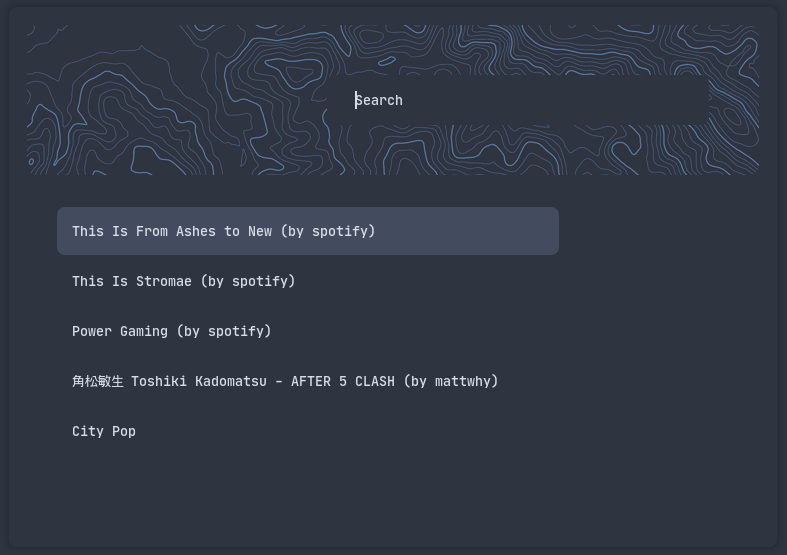 Search
This Is From Ashes to New (by spotify)
This Is Stromae (by spotify)
Power Gaming (by spotify)
角松敏生 Toshiki Kadomatsu - AFTER 5 CLASH (by mattwhy)
City Pop